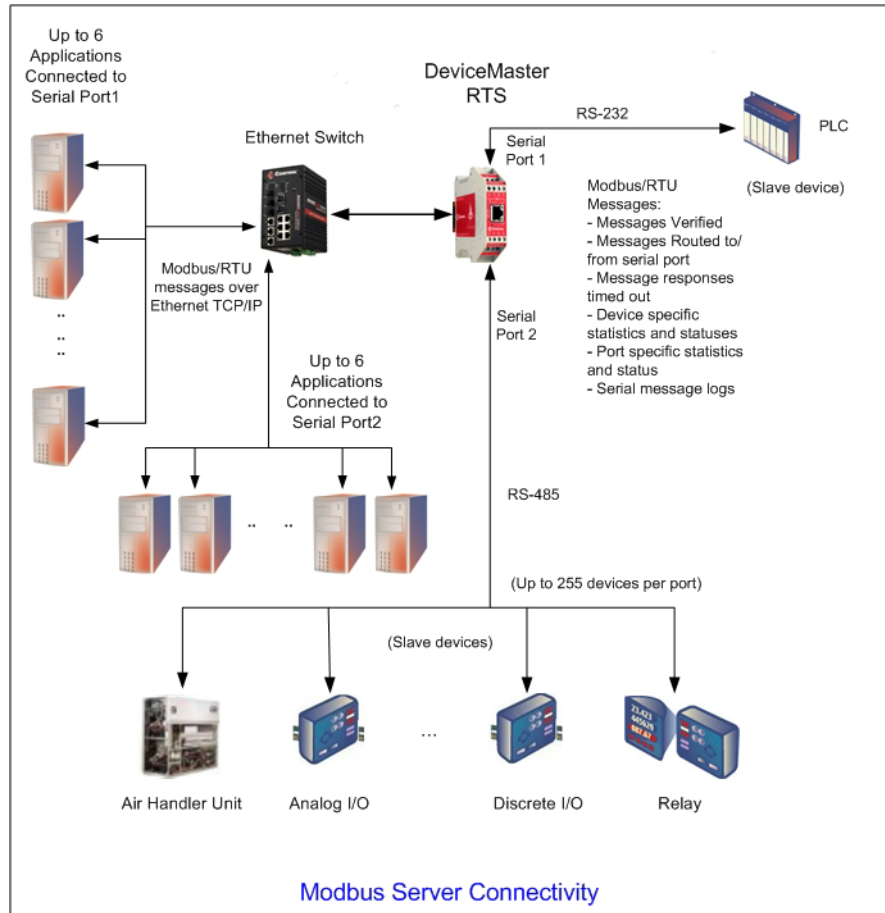 Up to 6
Applications
Connected to
Serial Port1
DeviceMaster
RTS
Ethernet Switch
RS-232
PLC
Serial
Port 1
(Slave device)
Modbus/RTU
Messages:
- Messages Verified
- Messages Routed to/
from serial port
- Message responses
timed out
- Device specific
statistics and statuses
- Port specific statistics
and status
- Serial message logs
Modbus/RTU
messages over
Ethernet TCP/IP
..
..
..
Serial
Port 2
Up to 6
Applications
Connected to
Serial Port2
.. ..
RS-485
(Up to 255 devices per port)
(Slave devices)
23.423
445629
...
Air Handler Unit
Analog I/O
Discrete I/O
Relay
Modbus Server Connectivity